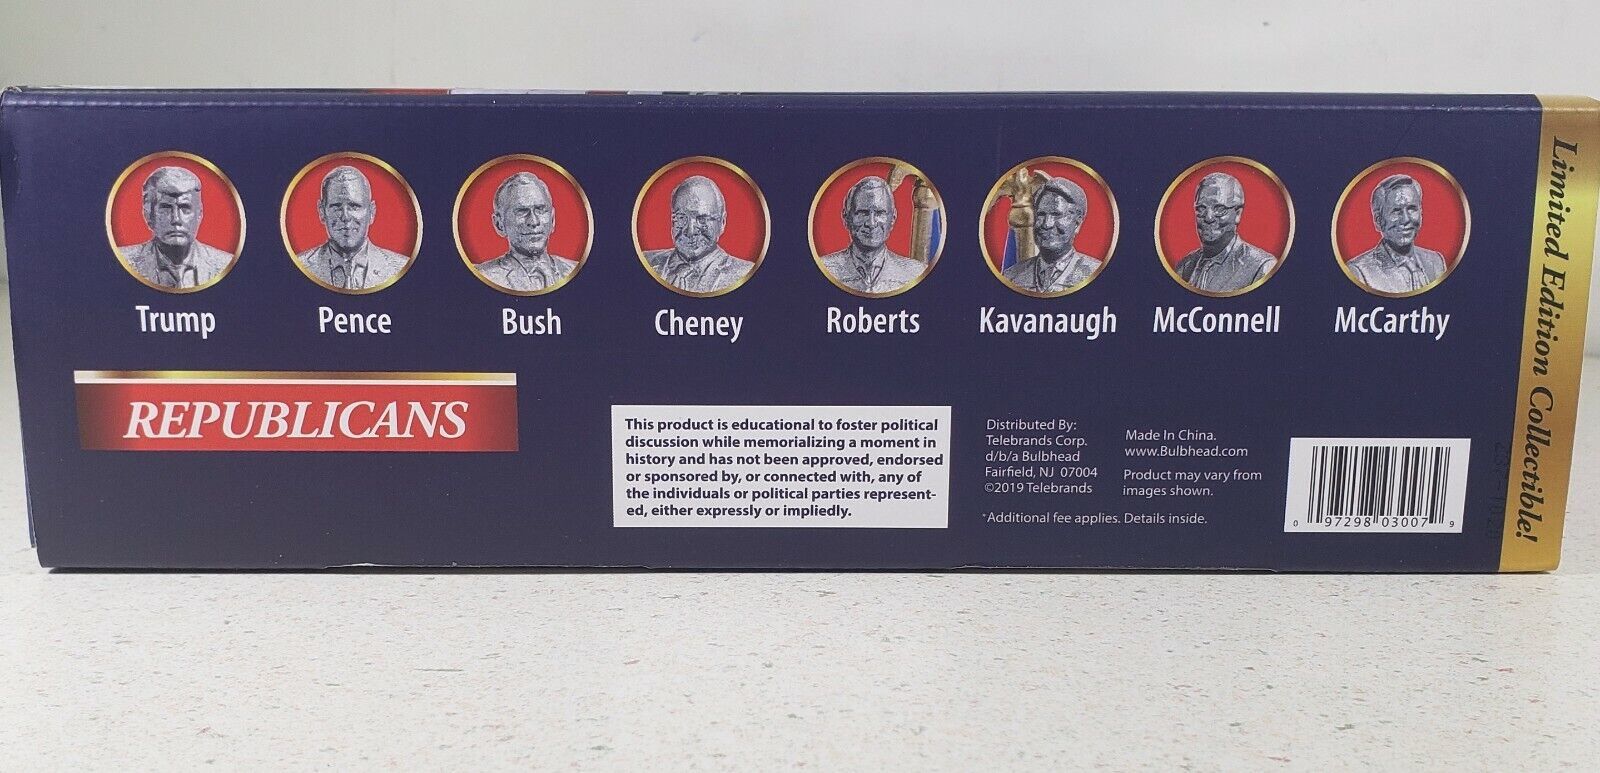 Trump Pence Bush Cheney Roberts Kavanaugh McConnell McCarthy
REPUBLICANS
This product is educational to foster political
discussion while memorializing a moment in
history and has not been approved, endorsed
or sponsored by, or connected with, any of
the individuals or political parties represent-
ed, either expressly or impliedly.
Distributed By:
Telebrands Corp.
d/b/a Bulbhead
Fairfield, NJ 07004
©2019 Telebrands
*Additional fee applies. Details inside.
Made In China.
www.Bulbhead.com
Product may vary from
images shown.
0 97298 03007 9
Limited Edition Collectible!